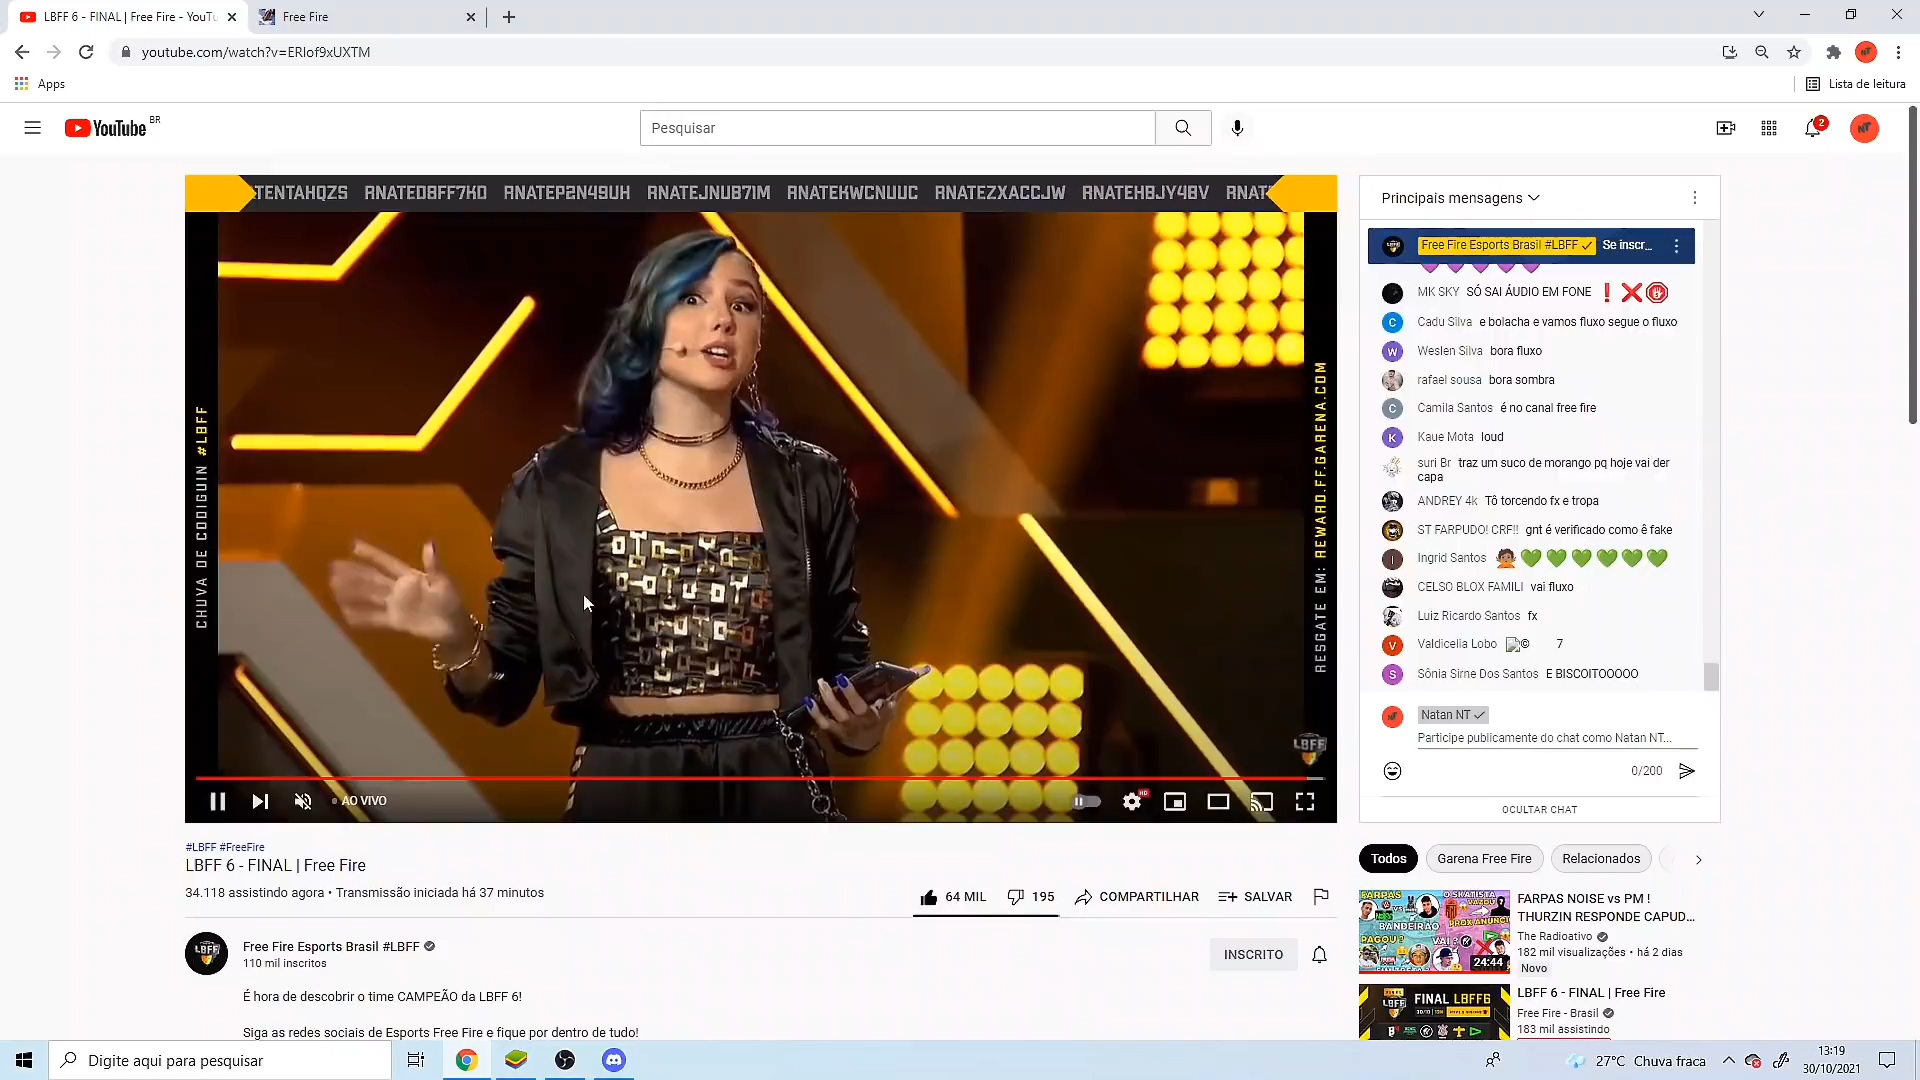 LBFF 6 - FINAL | Free Fire - YouTu
Free Fire
youtube.com/watch?v=ERIof9xUXTM
Apps
Lista de leitura
YouTube BR
Pesquisar
2
TENTAHQZS RNATED8FF7KD RNATEP2N49UH RNATEJNUB7IM RNATEKWCNUUC RNATEZXACCJW RNATEHBJY4BV RNAT
CHUVA DE CODIGUIN #LBFF
RESGATE EM: REWARD.FF.GARENA.COM
LBFF
AO VIVO
HD
Principais mensagens
Free Fire Esports Brasil #LBFF Se inscr...
MK SKY SÓ SAI ÁUDIO EM FONE ❗❌
Cadu Silva e bolacha e vamos fluxo segue o fluxo
Weslen Silva bora fluxo
rafael sousa bora sombra
Camila Santos é no canal free fire
Kaue Mota loud
suri Br traz um suco de morango pq hoje vai der
capa
ANDREY 4k Tô torcendo fx e tropa
ST FARPUDO! CRF!! gnt é verificado como ê fake
Ingrid Santos
CELSO BLOX FAMILI vai fluxo
Luiz Ricardo Santos fx
Valdicelia Lobo © 7
Sônia Sirne Dos Santos E BISCOITOOOOO
Natan NT
Participe publicamente do chat como Natan NT...
0/200
OCULTAR CHAT
#LBFF #FreeFire
LBFF 6 - FINAL | Free Fire
34.118 assistindo agora • Transmissão iniciada há 37 minutos
64 MIL 195 COMPARTILHAR SALVAR
Free Fire Esports Brasil #LBFF
110 mil inscritos
INSCRITO
É hora de descobrir o time CAMPEÃO da LBFF 6!
Siga as redes sociais de Esports Free Fire e fique por dentro de tudo!
Todos Garena Free Fire Relacionados
24:44
FARPAS NOISE vs PM !
THURZIN RESPONDE CAPUD...
The Radioativo
182 mil visualizações • há 2 dias
Novo
FINAL LBFF6
LBFF 6 - FINAL | Free Fire
Free Fire - Brasil
183 mil assistindo
Digite aqui para pesquisar
27°C Chuva fraca
13:19
30/10/2021